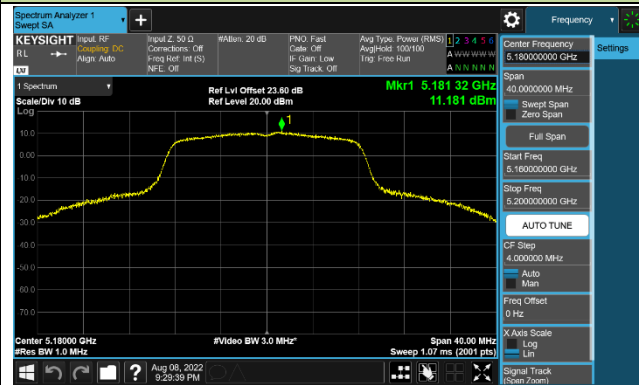 Spectrum Analyzer 1
Swept SA
Frequency
KEYSIGHT Input: RF Input Z: 50 Ω #Atten: 20 dB PNO: Fast Avg Type: Power (RMS) 1 2 3 4 5 6
RL Coupling: DC Corrections: Off Gate: Off Avg|Hold: 100/100 A W W W W W
Align: Auto Freq Ref: Int (S) IF Gain: Low Trig: Free Run
LXI NFE: Off Sig Track: Off A N N N N N
1 Spectrum Ref Lvl Offset 23.60 dB Mkr1 5.181 32 GHz
Scale/Div 10 dB Ref Level 20.00 dBm 11.181 dBm
Log
1
10.0
0.00
-10.0
-20.0
-30.0
-40.0
-50.0
-60.0
-70.0
Center 5.18000 GHz #Video BW 3.0 MHz* Span 40.00 MHz
#Res BW 1.0 MHz Sweep 1.07 ms (2001 pts)
Aug 08, 2022
9:29:39 PM
Center Frequency
5.180000000 GHz
Settings
Span
40.0000000 MHz
Swept Span
Zero Span
Full Span
Start Freq
5.160000000 GHz
Stop Freq
5.200000000 GHz
AUTO TUNE
CF Step
4.000000 MHz
Auto
Man
Freq Offset
0 Hz
X Axis Scale
Log
Lin
Signal Track
(Span Zoom)